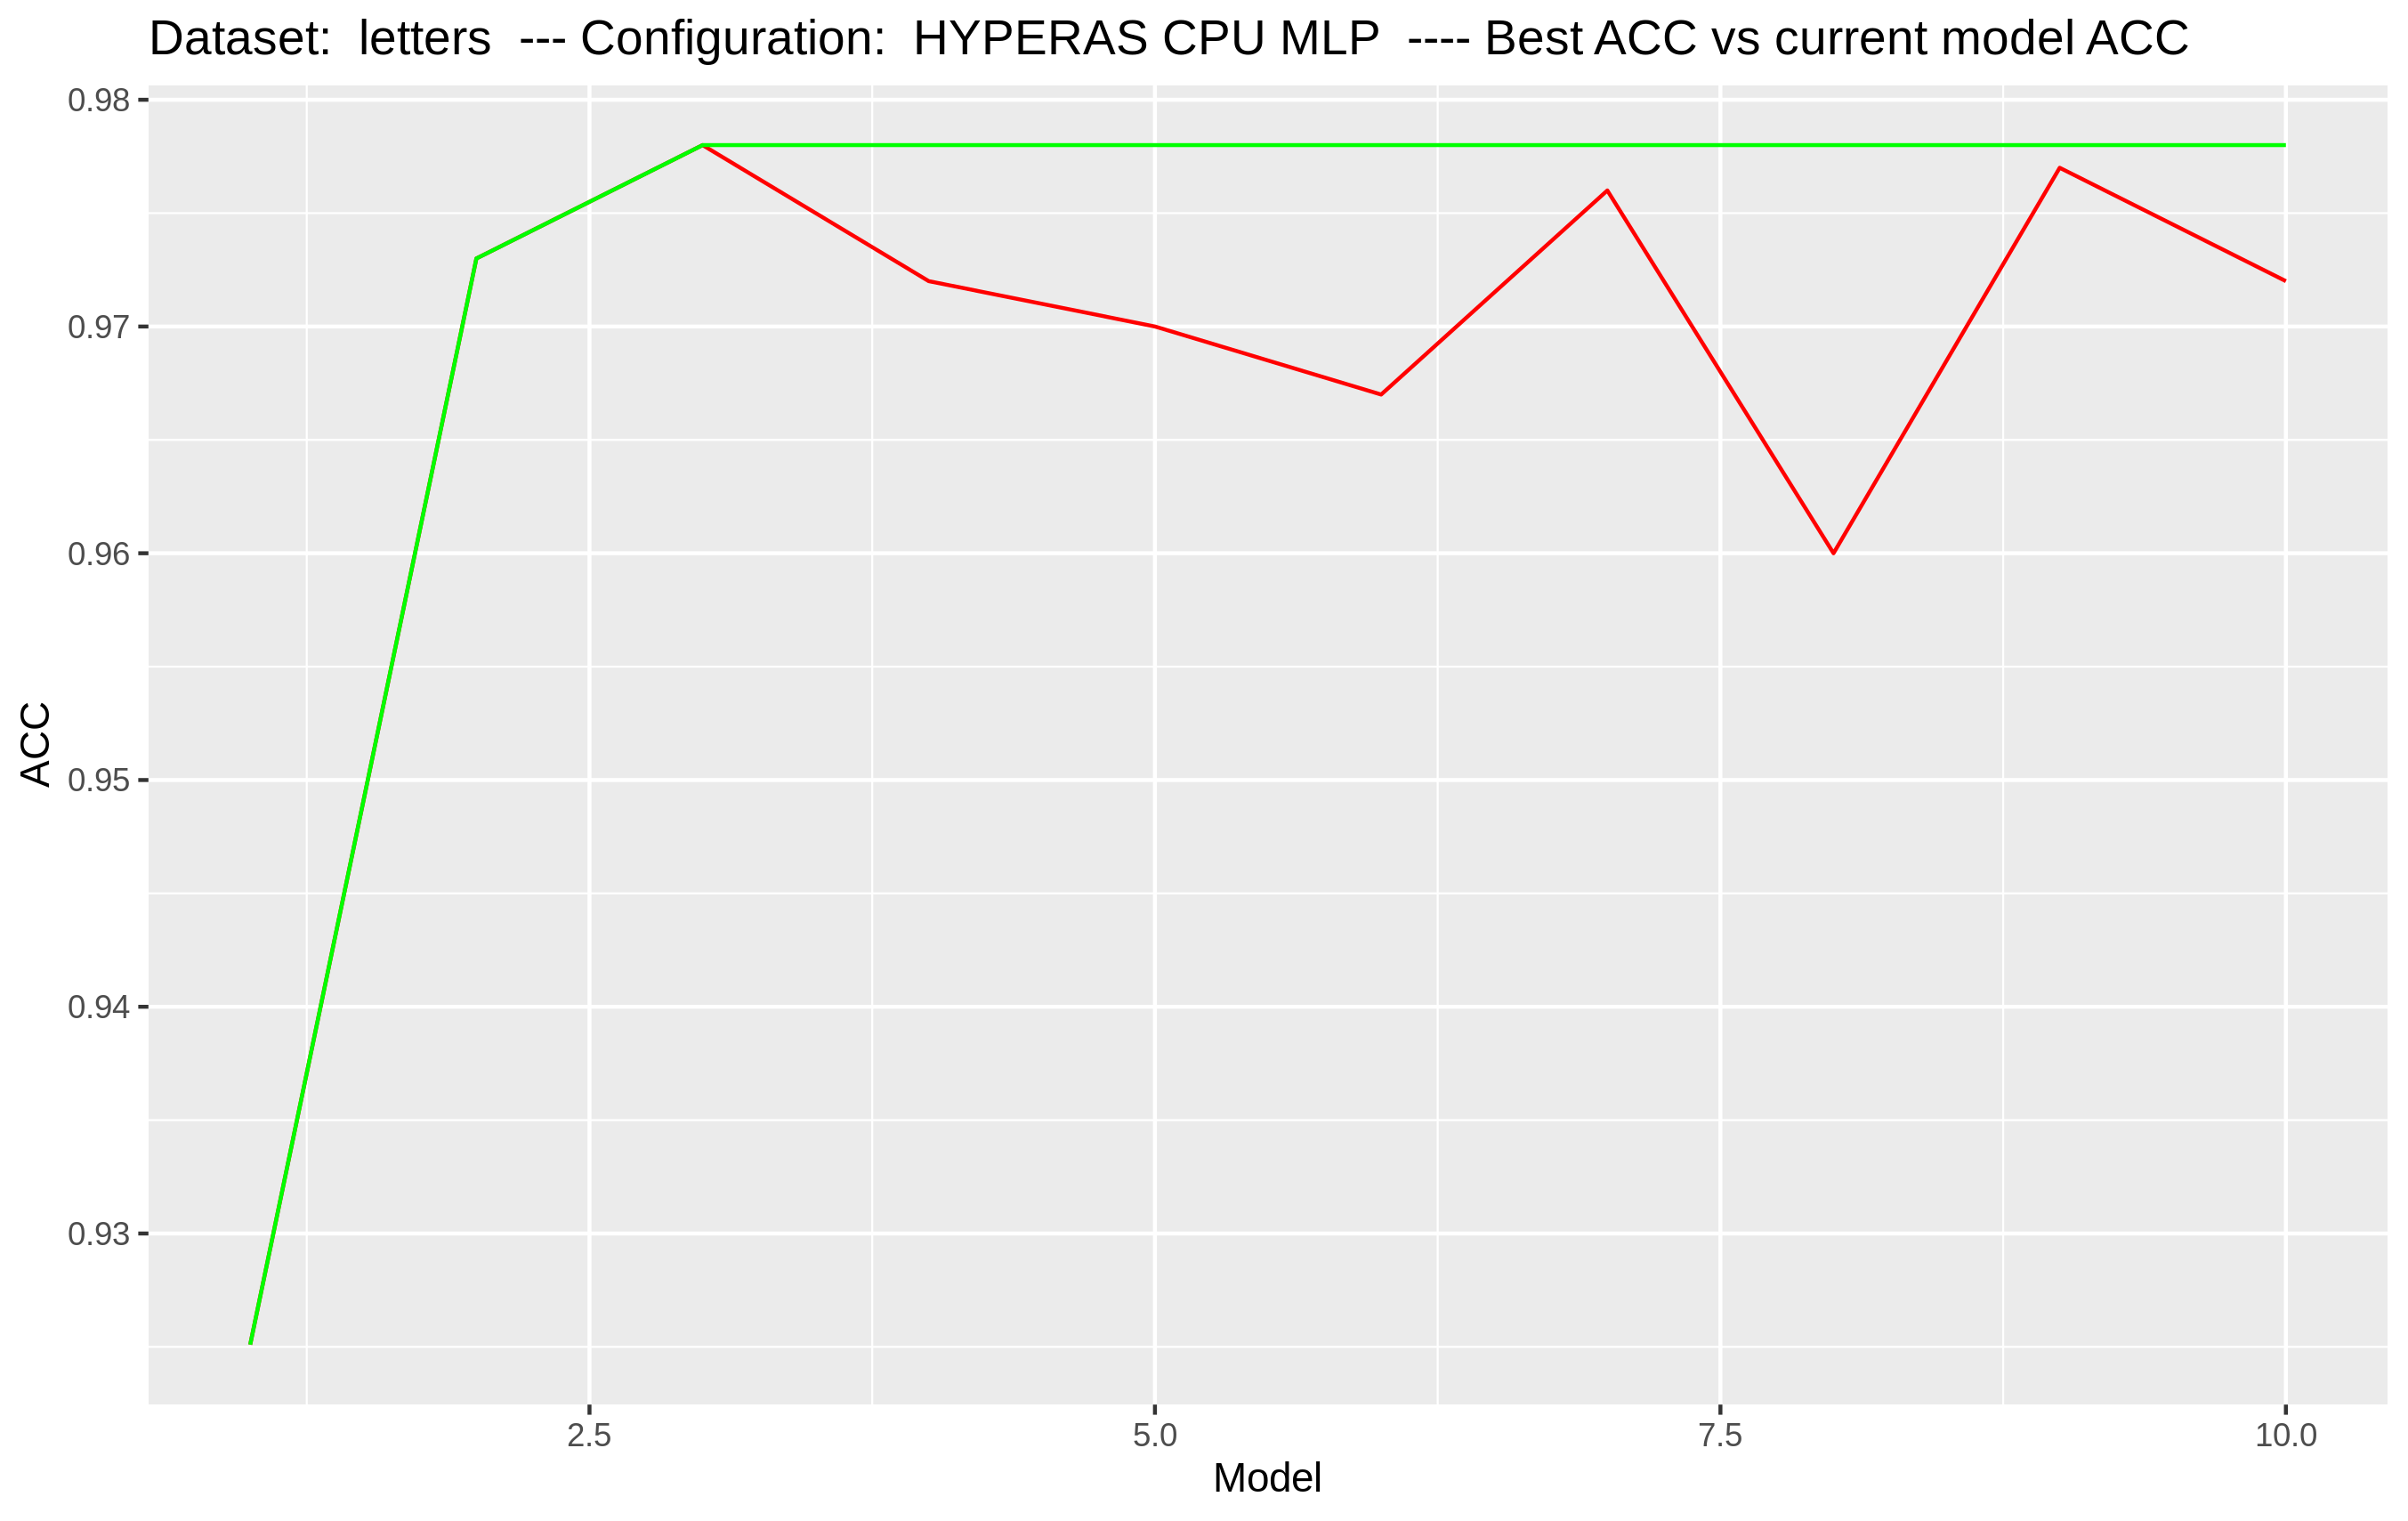 Dataset:  letters  --- Configuration:  HYPERAS CPU MLP  ---- Best ACC vs current model ACC
0.98
0.97
0.96
0.95
0.94
0.93
ACC
2.5 5.0 7.5 10.0
Model